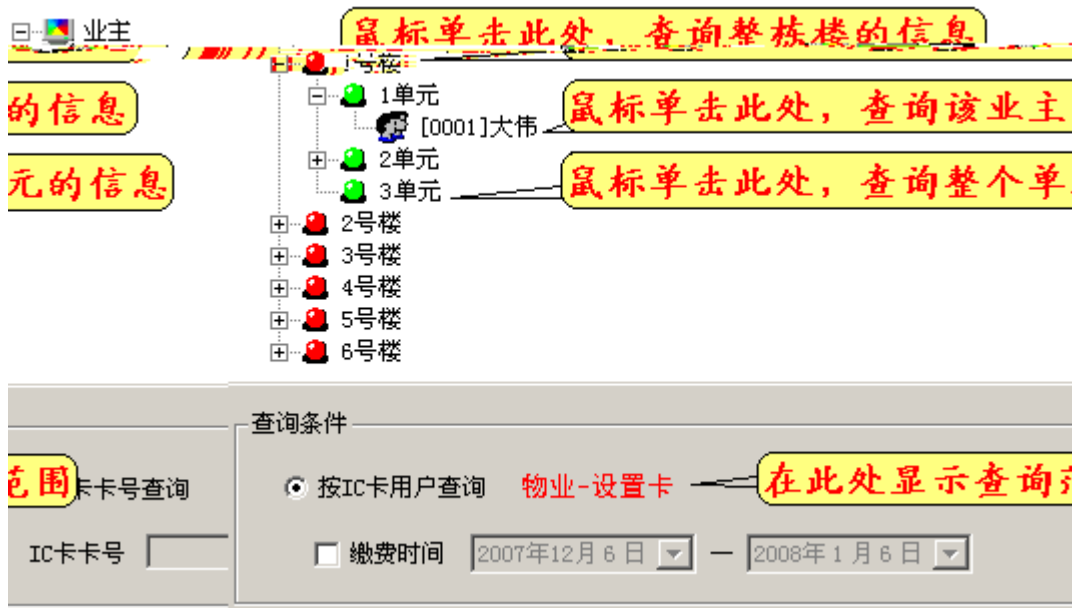 业主
鼠标单击此处，查询整栋楼的信息
1号楼
的信息
1单元
鼠标单击此处，查询该业主
[0001]大伟
元的信息
2单元
鼠标单击此处，查询整个单
3单元
2号楼
3号楼
4号楼
5号楼
6号楼
查询条件
范围
卡卡号查询
按IC卡用户查询
物业-设置卡
在此处显示查询范
IC卡卡号
缴费时间
2007年12月 6 日
—
2008年 1 月 6 日